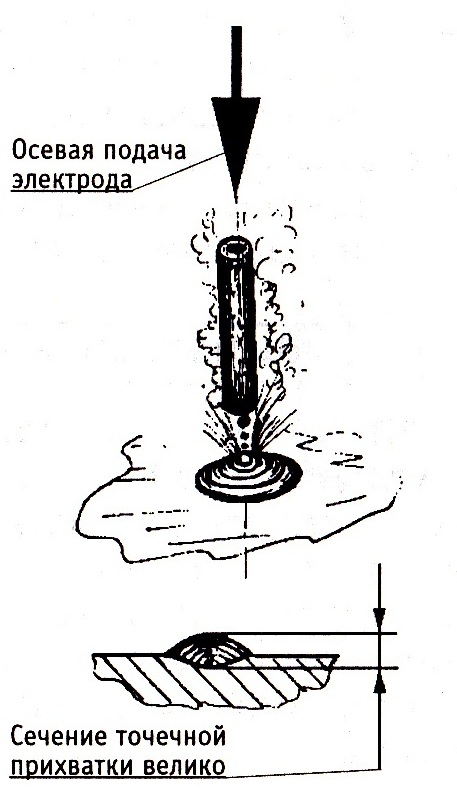 Осевая подача
электрода
Сечение точечной
прихватки велико